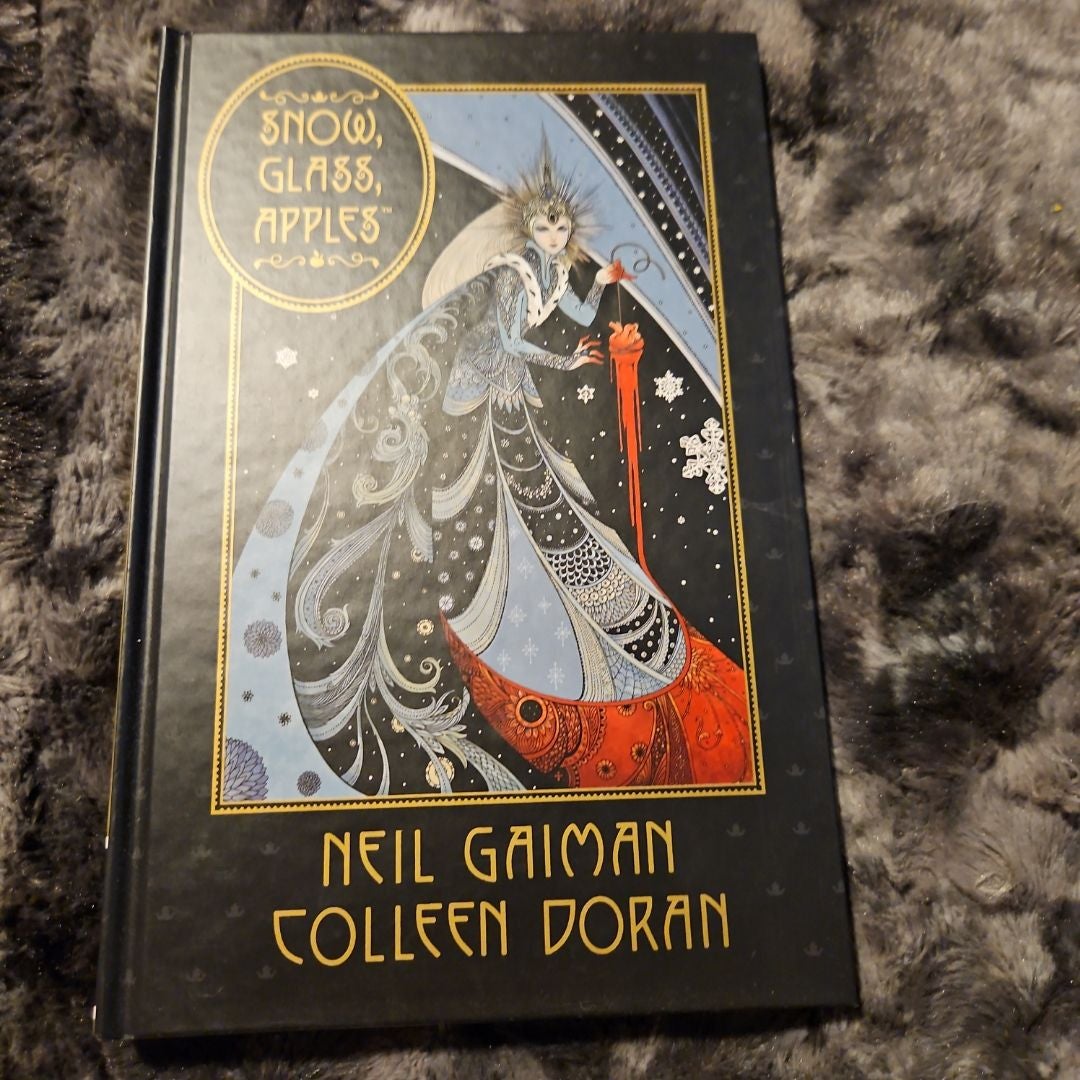 SNOW,
GLASS,
APPLES™
NEIL GAIMAN
COLLEEN DORAN